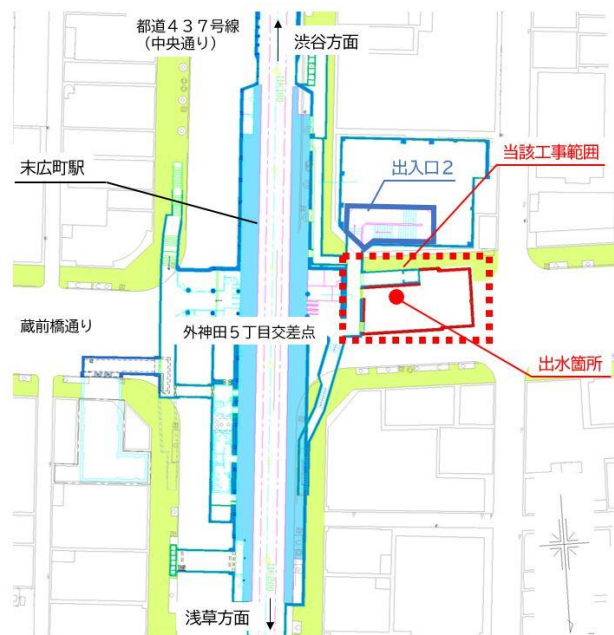 都道４３７号線
（中央通り）
渋谷方面
当該工事範囲
出入口２
末広町駅
蔵前橋通り
外神田５丁目交差点
出水箇所
浅草方面